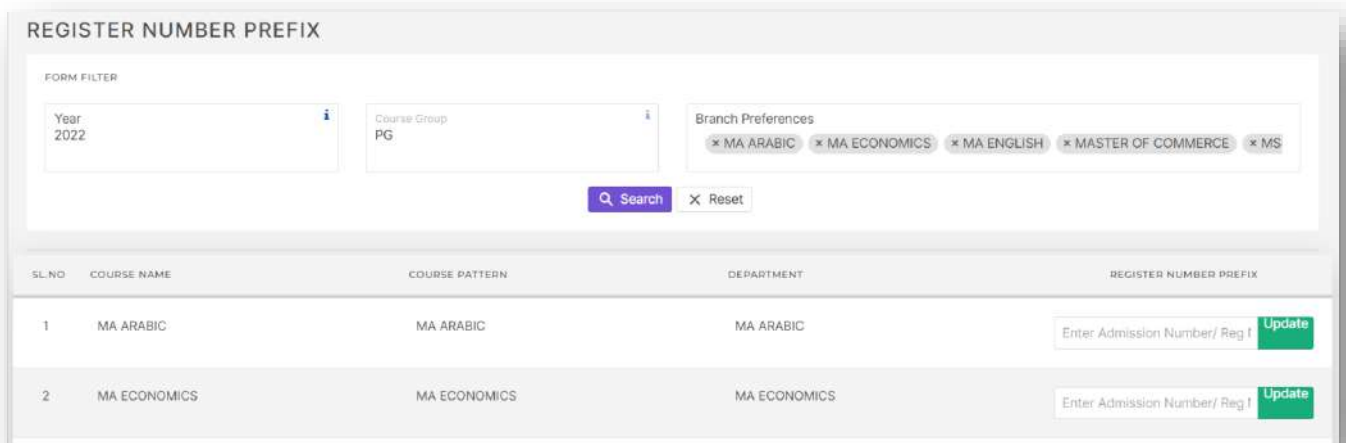 REGISTER NUMBER PREFIX
FORM FILTER
Year
2022
Course Group
PG
Branch Preferences
× MA ARABIC × MA ECONOMICS × MA ENGLISH × MASTER OF COMMERCE × MS
Search × Reset
SL.NO COURSE NAME COURSE PATTERN DEPARTMENT REGISTER NUMBER PREFIX
1 MA ARABIC MA ARABIC MA ARABIC Enter Admission Number/ Reg Update
2 MA ECONOMICS MA ECONOMICS MA ECONOMICS Enter Admission Number/ Reg Update